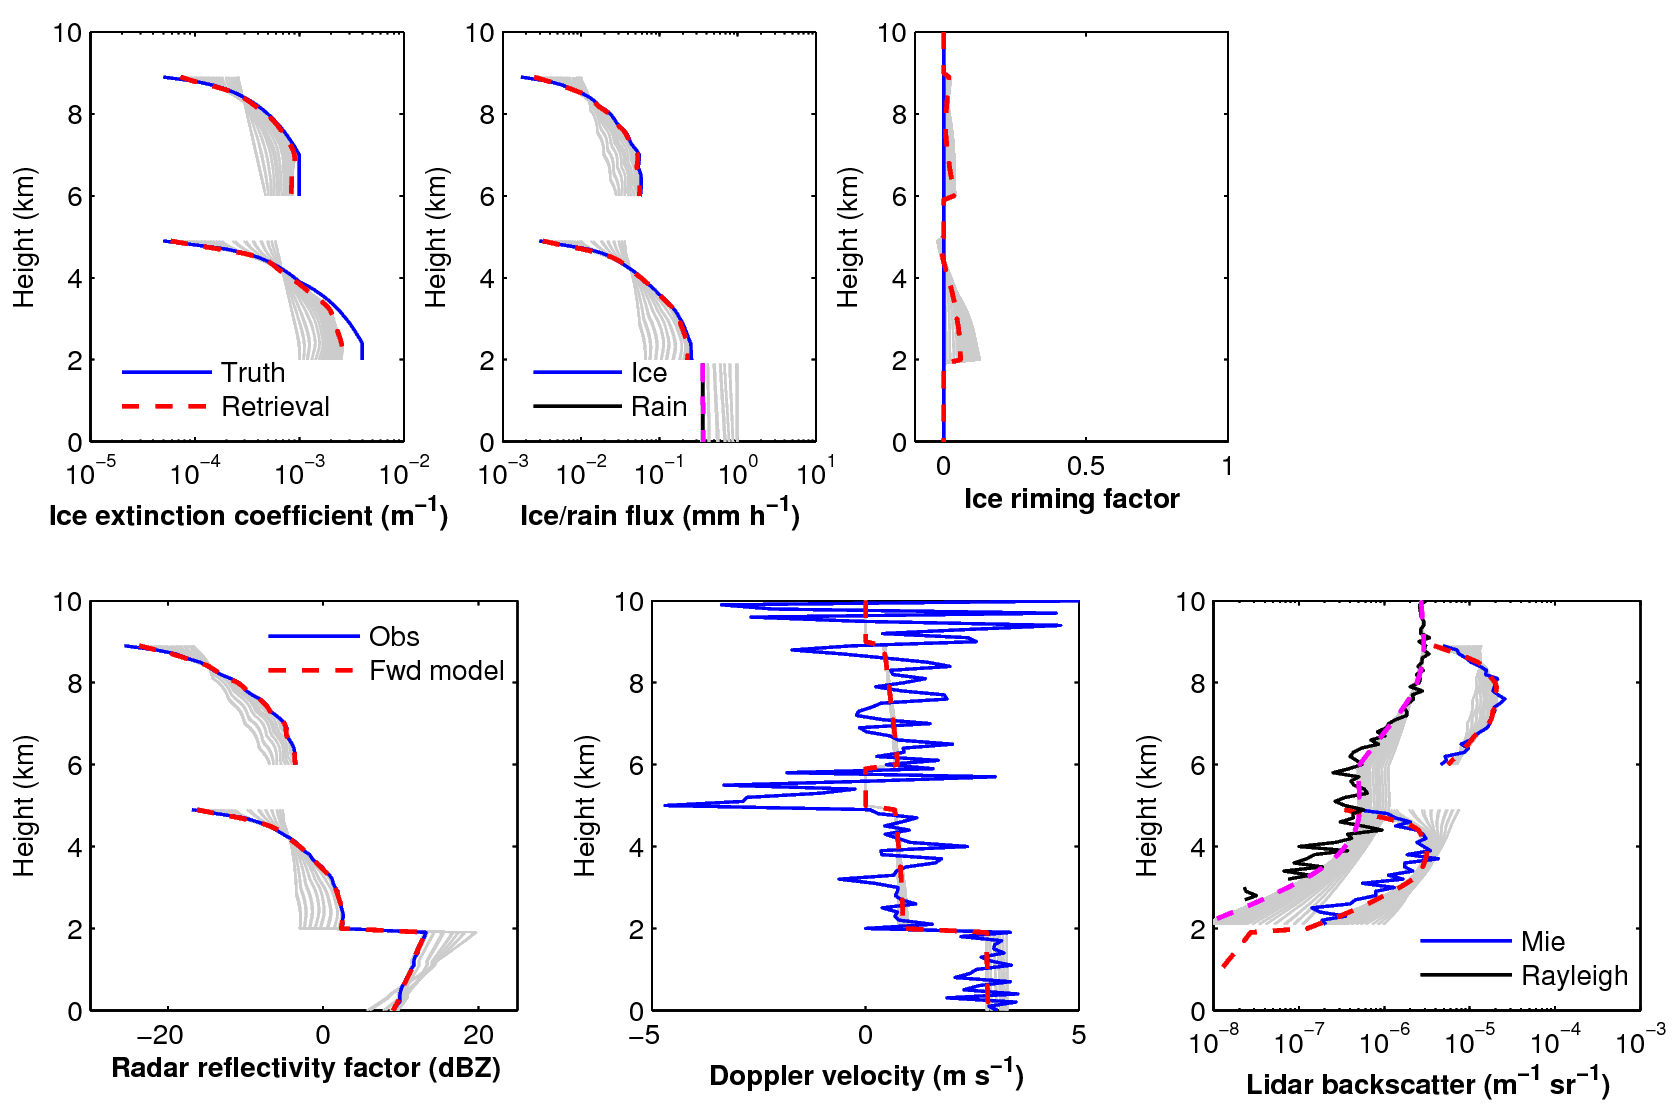 10
8
6
4
2
0
Height (km)
Truth
Retrieval
10−5 10−4 10−3 10−2
Ice extinction coefficient (m−1)
10
8
6
4
2
0
Height (km)
Ice
Rain
10−3 10−2 10−1 100 101
Ice/rain flux (mm h−1)
10
8
6
4
2
0
Height (km)
0 0.5 1
Ice riming factor
10
8
6
4
2
0
Height (km)
Obs
Fwd model
−20 0 20
Radar reflectivity factor (dBZ)
10
8
6
4
2
0
Height (km)
−5 0 5
Doppler velocity (m s−1)
10
8
6
4
2
0
Height (km)
Mie
Rayleigh
10−8 10−7 10−6 10−5 10−4 10−3
Lidar backscatter (m−1 sr−1)